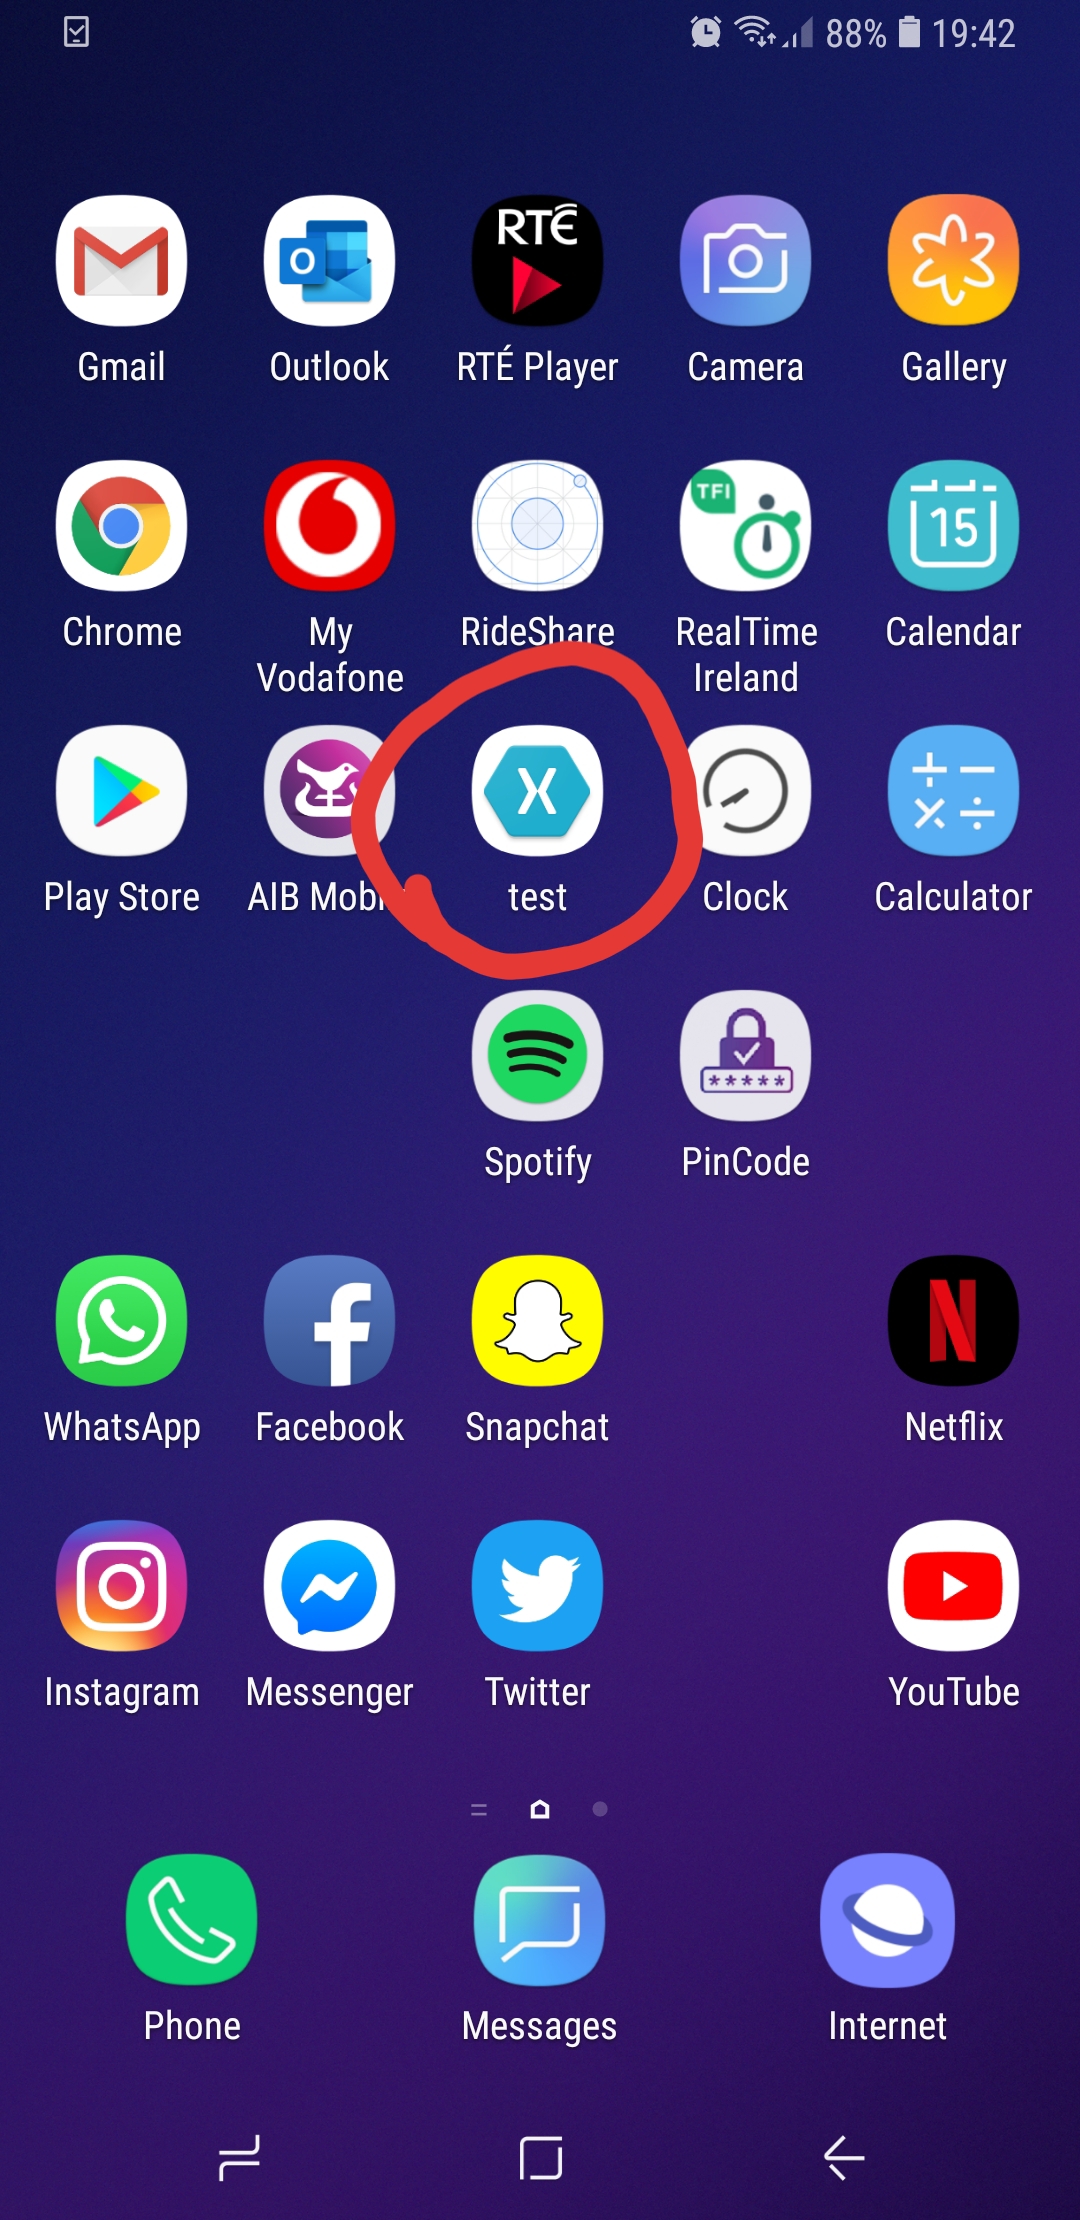 88% 19:42
RTÉ
Gmail Outlook RTÉ Player Camera Gallery
TFI
15
Chrome My Vodafone RideShare RealTime Ireland Calendar
X
Play Store AIB test Clock Calculator
*****
Spotify PinCode
WhatsApp Facebook Snapchat Netflix
Instagram Messenger Twitter YouTube
Phone Messages Internet